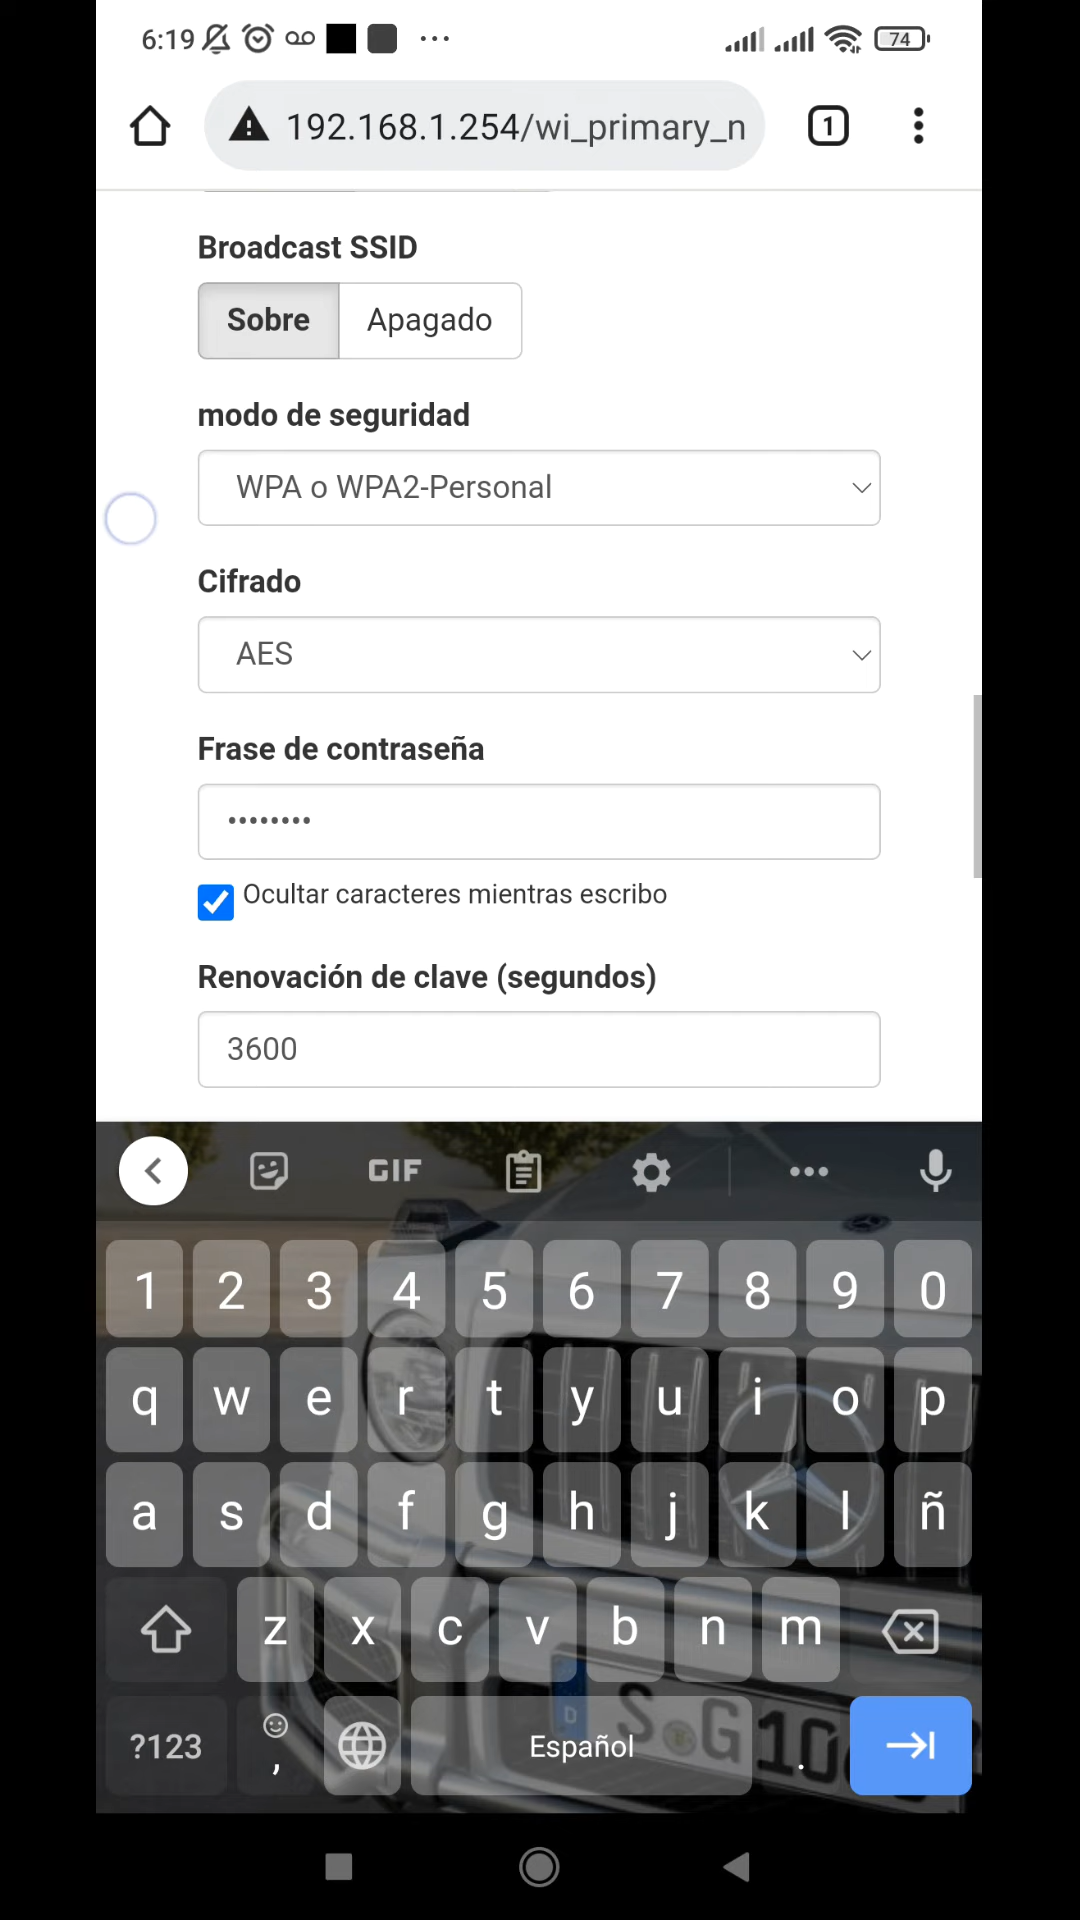 6:19
74
192.168.1.254/wi_primary_n
1
Broadcast SSID
Sobre Apagado
modo de seguridad
WPA o WPA2-Personal
Cifrado
AES
Frase de contraseña
••••••••
Ocultar caracteres mientras escribo
Renovación de clave (segundos)
3600
GIF
1 2 3 4 5 6 7 8 9 0
q w e r t y u i o p
a s d f g h j k l ñ
z x c v b n m
?123 , Español .